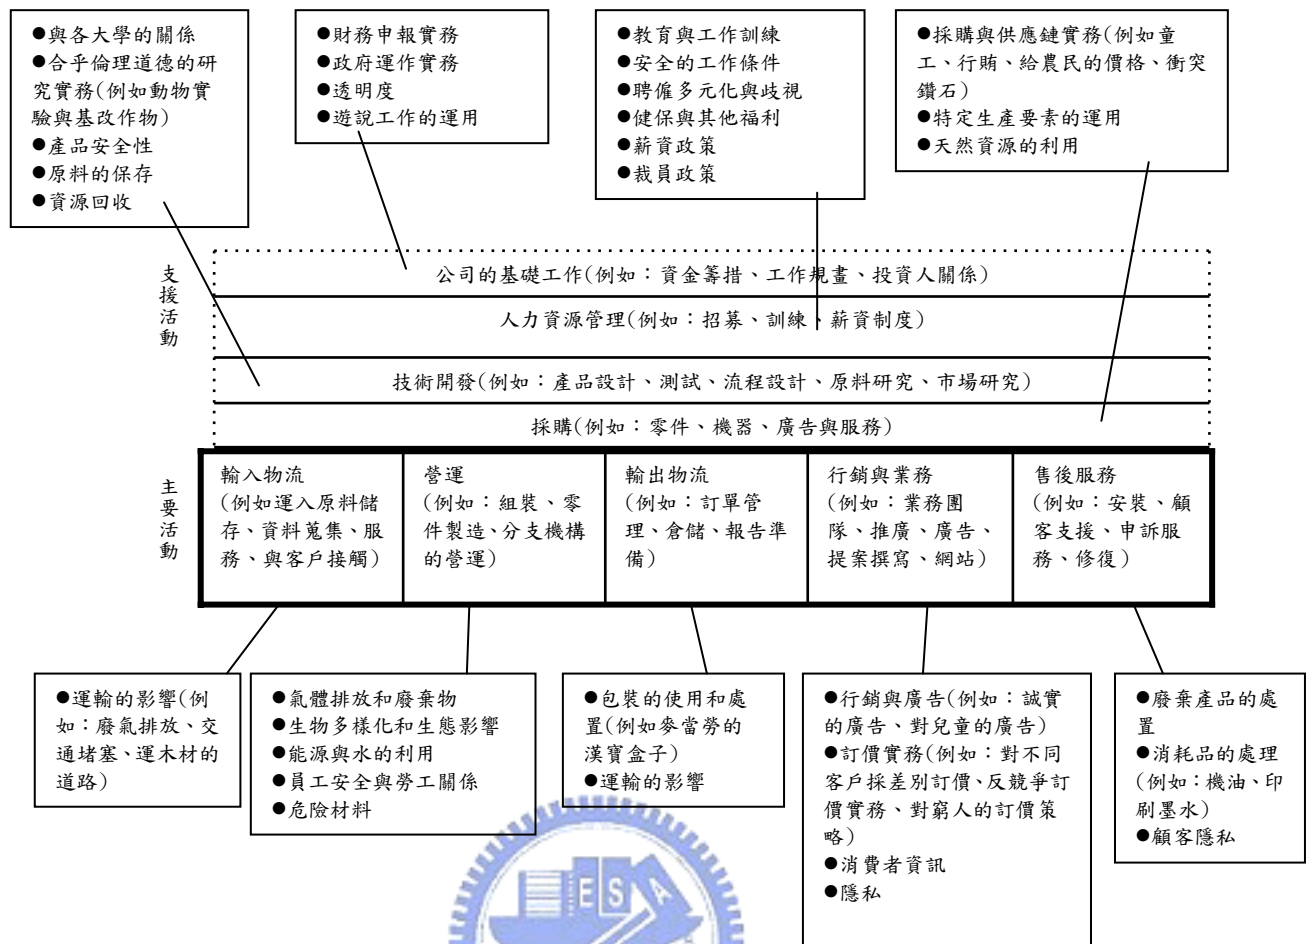 ●與各大學的關係
●合乎倫理道德的研
究實務(例如動物實
驗與基改作物)
●產品安全性
●原料的保存
●資源回收
●財務申報實務
●政府運作實務
●透明度
●遊說工作的運用
●教育與工作訓練
●安全的工作條件
●聘僱多元化與歧視
●健保與其他福利
●薪資政策
●裁員政策
●採購與供應鏈實務(例如童
工、行賄、給農民的價格、衝突
鑽石)
●特定生產要素的運用
●天然資源的利用
支援活動
公司的基礎工作(例如：資金籌措、工作規畫、投資人關係)
人力資源管理(例如：招募、訓練、薪資制度)
技術開發(例如：產品設計、測試、流程設計、原料研究、市場研究)
採購(例如：零件、機器、廣告與服務)
主要活動
輸入物流
(例如運入原料儲
存、資料蒐集、服
務、與客戶接觸)
營運
(例如：組裝、零
件製造、分支機構
的營運)
輸出物流
(例如：訂單管
理、倉儲、報告準
備)
行銷與業務
(例如：業務團
隊、推廣、廣告、
提案撰寫、網站)
售後服務
(例如：安裝、顧
客支援、申訴服
務、修復)
●運輸的影響(例
如：廢氣排放、交
通堵塞、運木材的
道路)
●氣體排放和廢棄物
●生物多樣化和生態影響
●能源與水的利用
●員工安全與勞工關係
●危險材料
●包裝的使用和處
置(例如麥當勞的
漢寶盒子)
●運輸的影響
●行銷與廣告(例如：誠實
的廣告、對兒童的廣告)
●訂價實務(例如：對不同
客戶採差別訂價、反競爭訂
價實務、對窮人的訂價策
略)
●消費者資訊
●隱私
●廢棄產品的處
置
●消耗品的處理
(例如：機油、印
刷墨水)
●顧客隱私
ESA